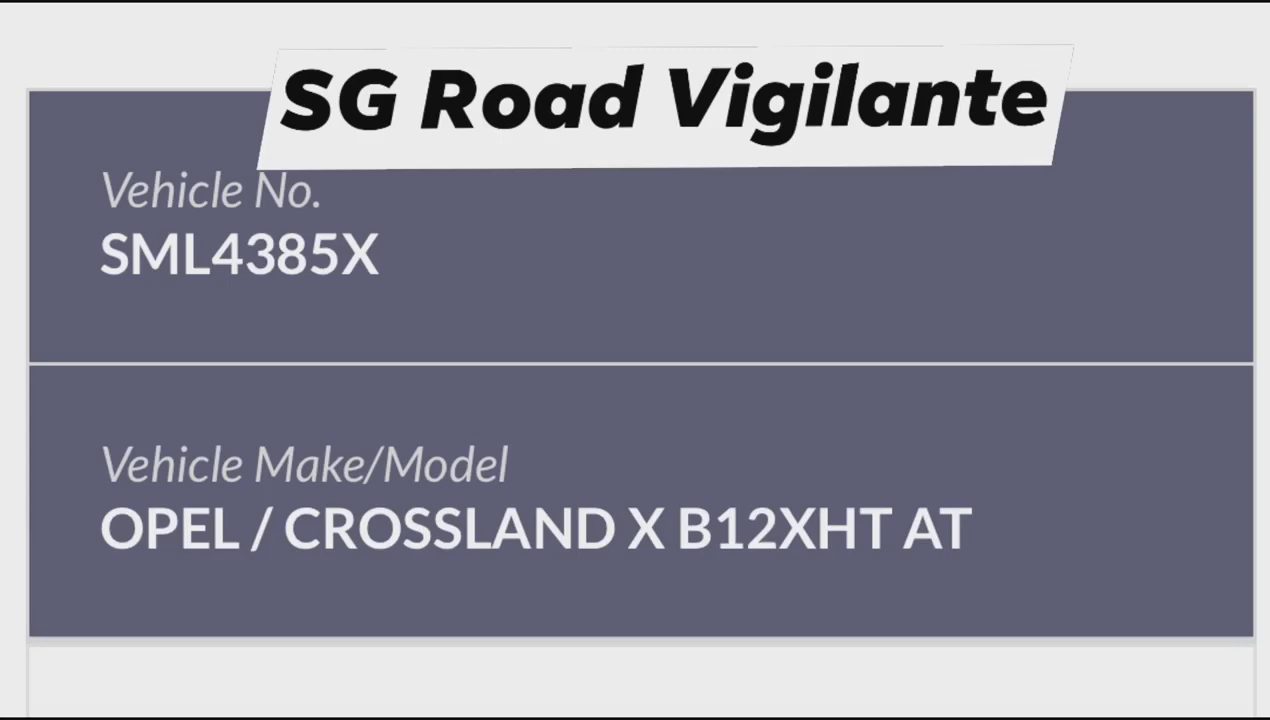 SG Road Vigilante
Vehicle No.
SML4385X
Vehicle Make/Model
OPEL / CROSSLAND X B12XHT AT